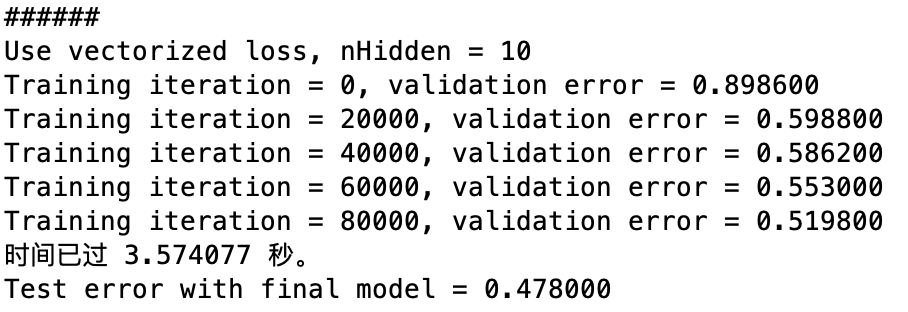 ######
Use vectorized loss, nHidden = 10
Training iteration = 0, validation error = 0.898600
Training iteration = 20000, validation error = 0.598800
Training iteration = 40000, validation error = 0.586200
Training iteration = 60000, validation error = 0.553000
Training iteration = 80000, validation error = 0.519800
时间已过 3.574077 秒。
Test error with final model = 0.478000